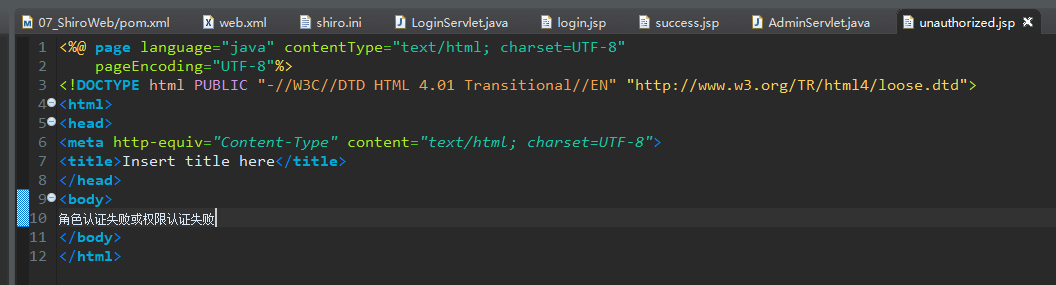 07_ShiroWeb/pom.xml web.xml shiro.ini LoginServlet.java login.jsp success.jsp AdminServlet.java unauthorized.jsp
1 <%@ page language="java" contentType="text/html; charset=UTF-8"
2 pageEncoding="UTF-8"%>
3 <!DOCTYPE html PUBLIC "-//W3C//DTD HTML 4.01 Transitional//EN" "http://www.w3.org/TR/html4/loose.dtd">
4 <html>
5 <head>
6 <meta http-equiv="Content-Type" content="text/html; charset=UTF-8">
7 <title>Insert title here</title>
8 </head>
9 <body>
10 角色认证失败或权限认证失败
11 </body>
12 </html>